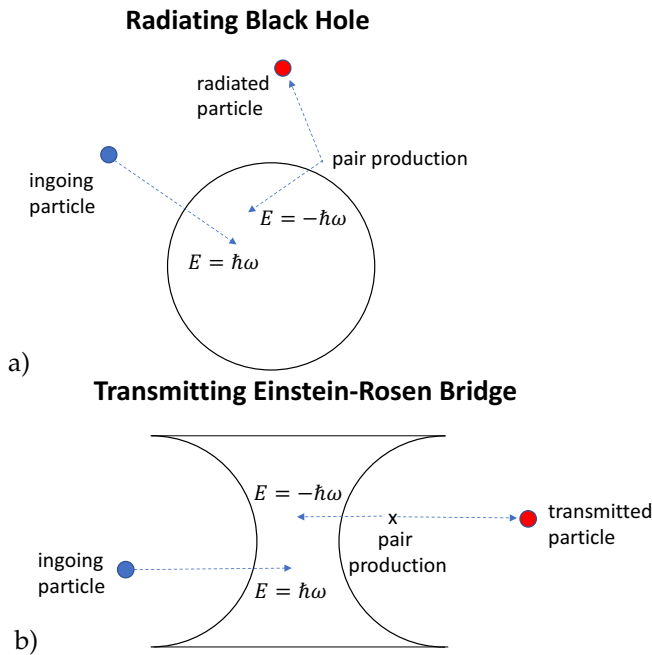 Radiating Black Hole
radiated
particle
pair production
ingoing
particle
E = −ℏω
E = ℏω
a)
Transmitting Einstein-Rosen Bridge
E = −ℏω
x
transmitted
particle
pair
production
ingoing
particle
E = ℏω
b)